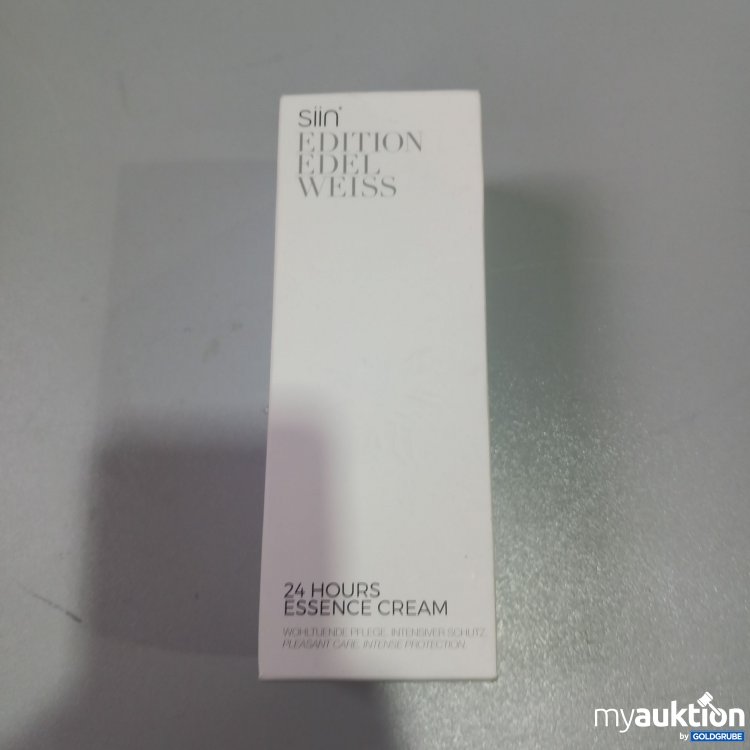 siin
EDITION
EDEL
WEISS
24 HOURS
ESSENCE CREAM
WOHLTUENDE PFLEGE. INTENSIVER SCHUTZ.
PLEASANT CARE. INTENSE PROTECTION.
myauktion
by GOLDGRUBE